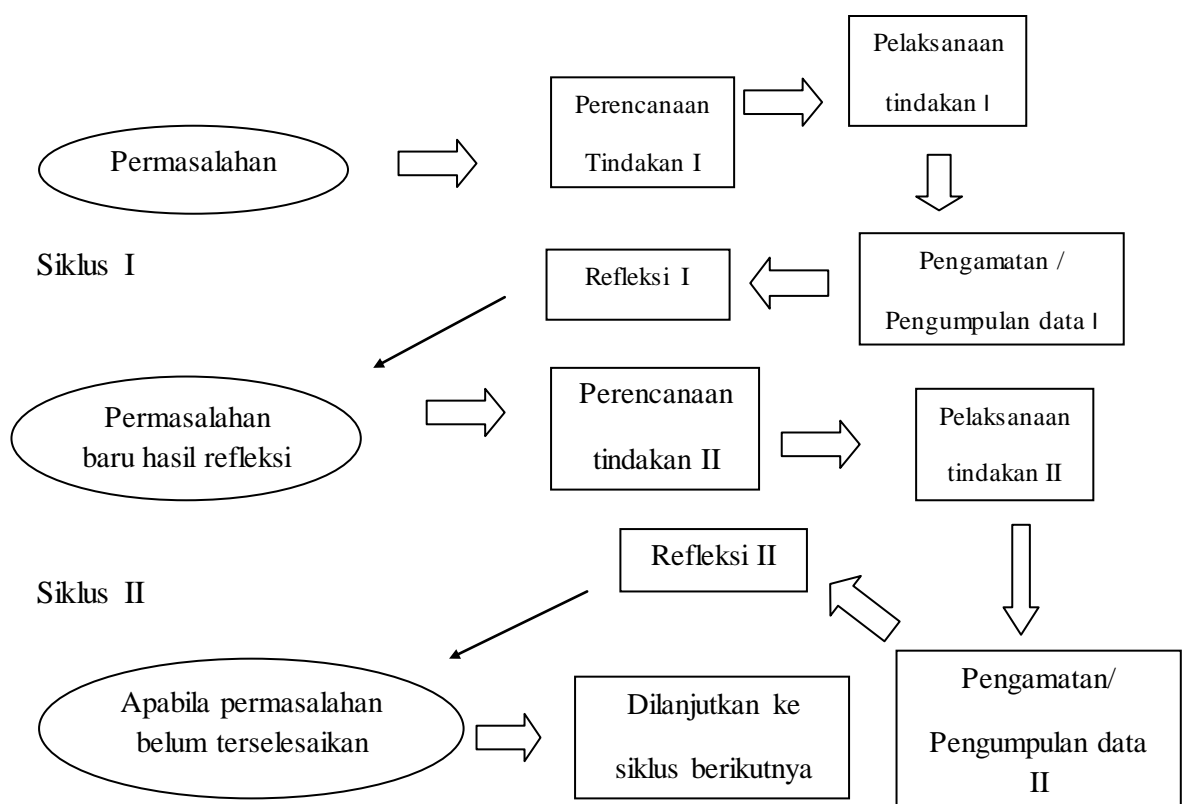 Permasalahan
Perencanaan
Tindakan I
Pelaksanaan
tindakan I
Siklus I
Refleksi I
Pengamatan /
Pengumpulan data I
Permasalahan
baru hasil refleksi
Perencanaan
tindakan II
Pelaksanaan
tindakan II
Siklus II
Refleksi II
Apabila permasalahan
belum terselesaikan
Dilanjutkan ke
siklus berikutnya
Pengamatan/
Pengumpulan data
II